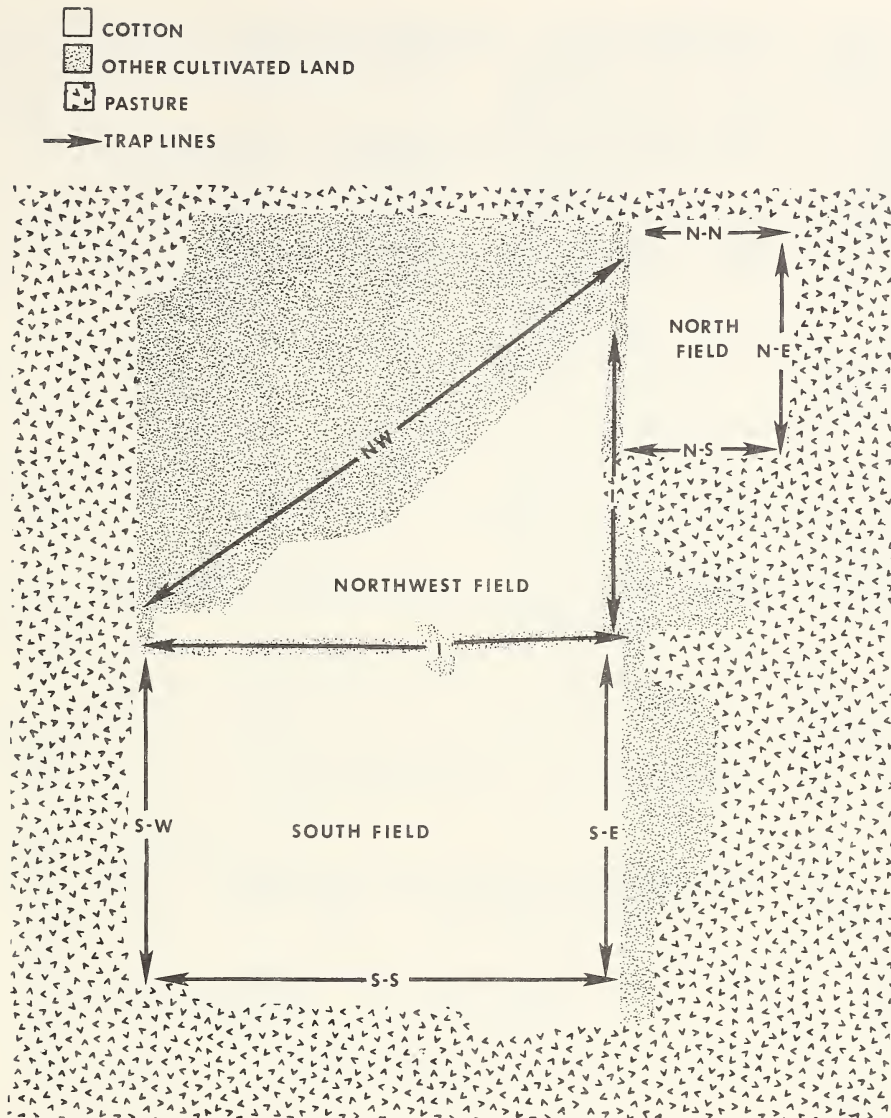 COTTON
OTHER CULTIVATED LAND
PASTURE
TRAP LINES
N-N
NORTH
FIELD
N-E
NW
N-S
I
NORTHWEST FIELD
I
S-W
SOUTH FIELD
S-E
S-S